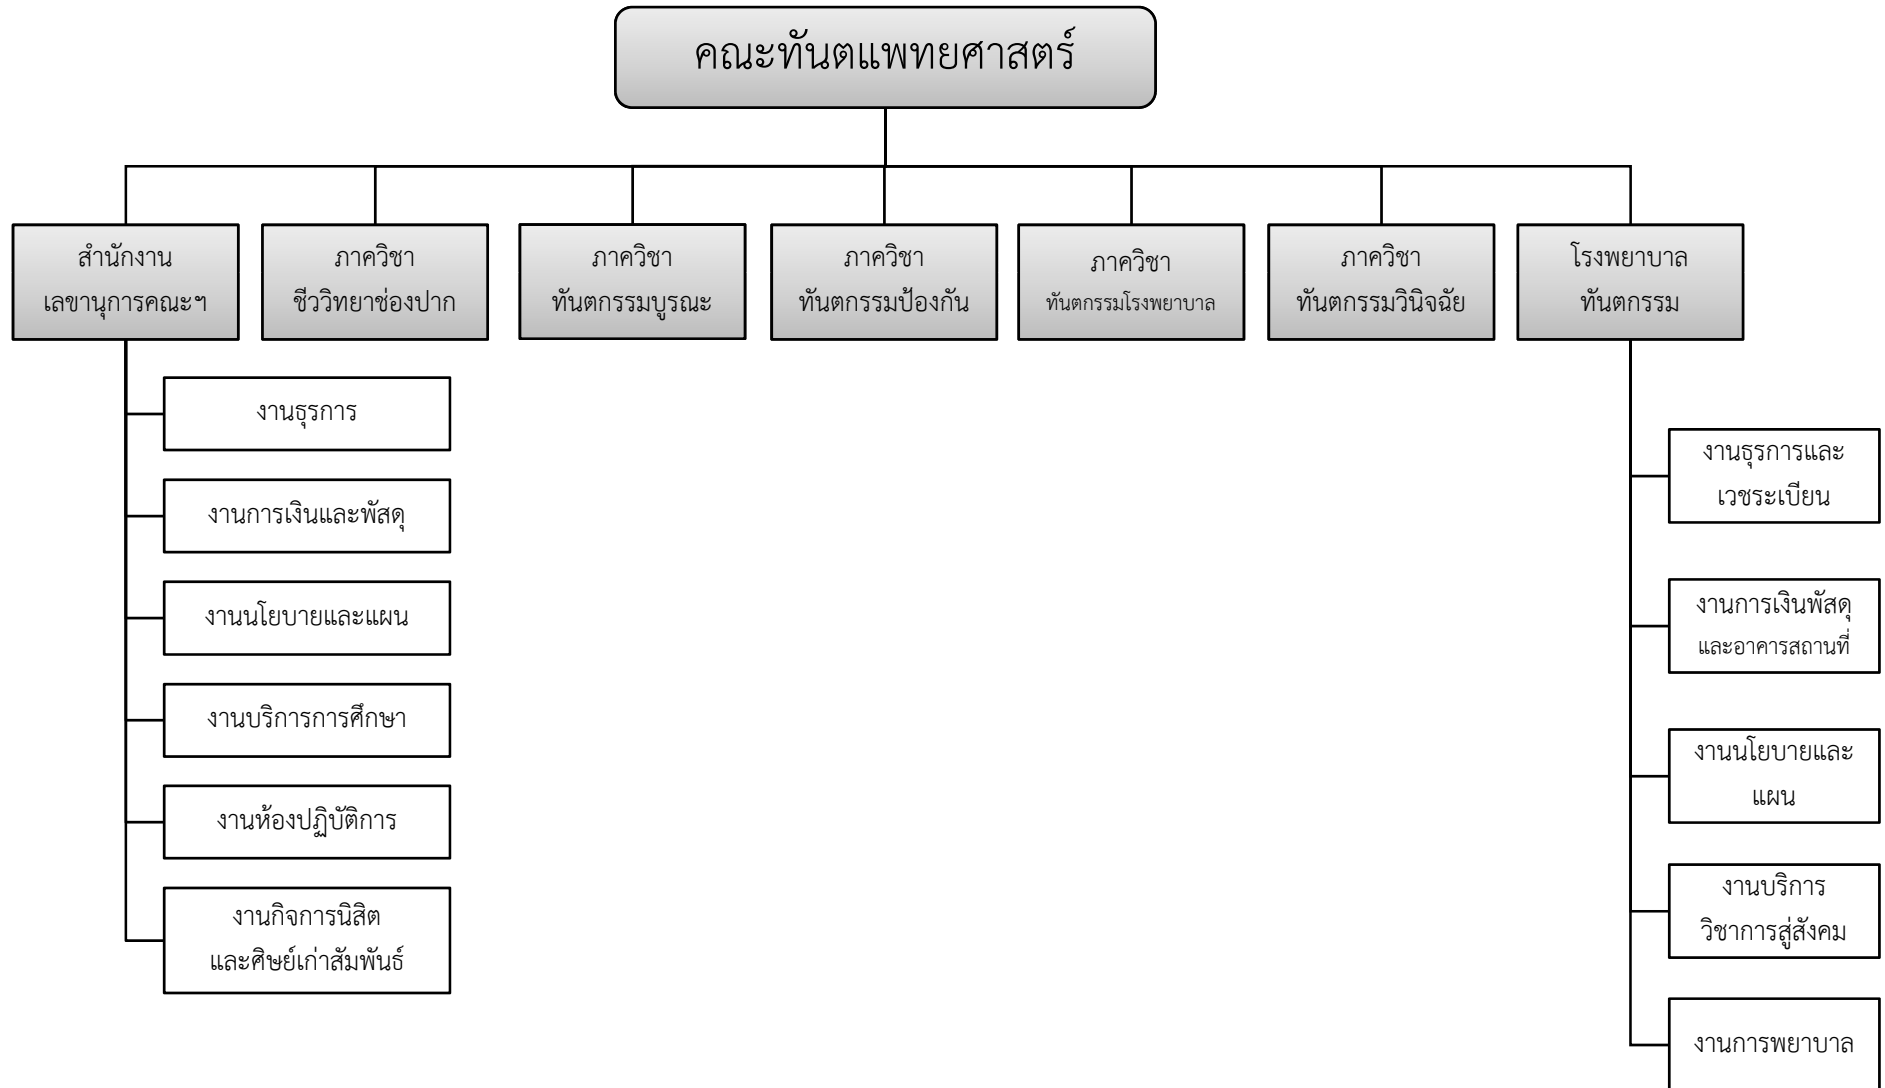 คณะทันตแพทยศาสตร์
สำนักงาน
เลขานุการคณะฯ
ภาควิชา
ชีววิทยาช่องปาก
ภาควิชา
ทันตกรรมบูรณะ
ภาควิชา
ทันตกรรมป้องกัน
ภาควิชา
ทันตกรรมโรงพยาบาล
ภาควิชา
ทันตกรรมวินิจฉัย
โรงพยาบาล
ทันตกรรม
งานธุรการ
งานการเงินและพัสดุ
งานนโยบายและแผน
งานบริการการศึกษา
งานห้องปฏิบัติการ
งานกิจการนิสิต
และศิษย์เก่าสัมพันธ์
งานธุรการและ
เวชระเบียน
งานการเงินพัสดุ
และอาคารสถานที่
งานนโยบายและ
แผน
งานบริการ
วิชาการสู่สังคม
งานการพยาบาล